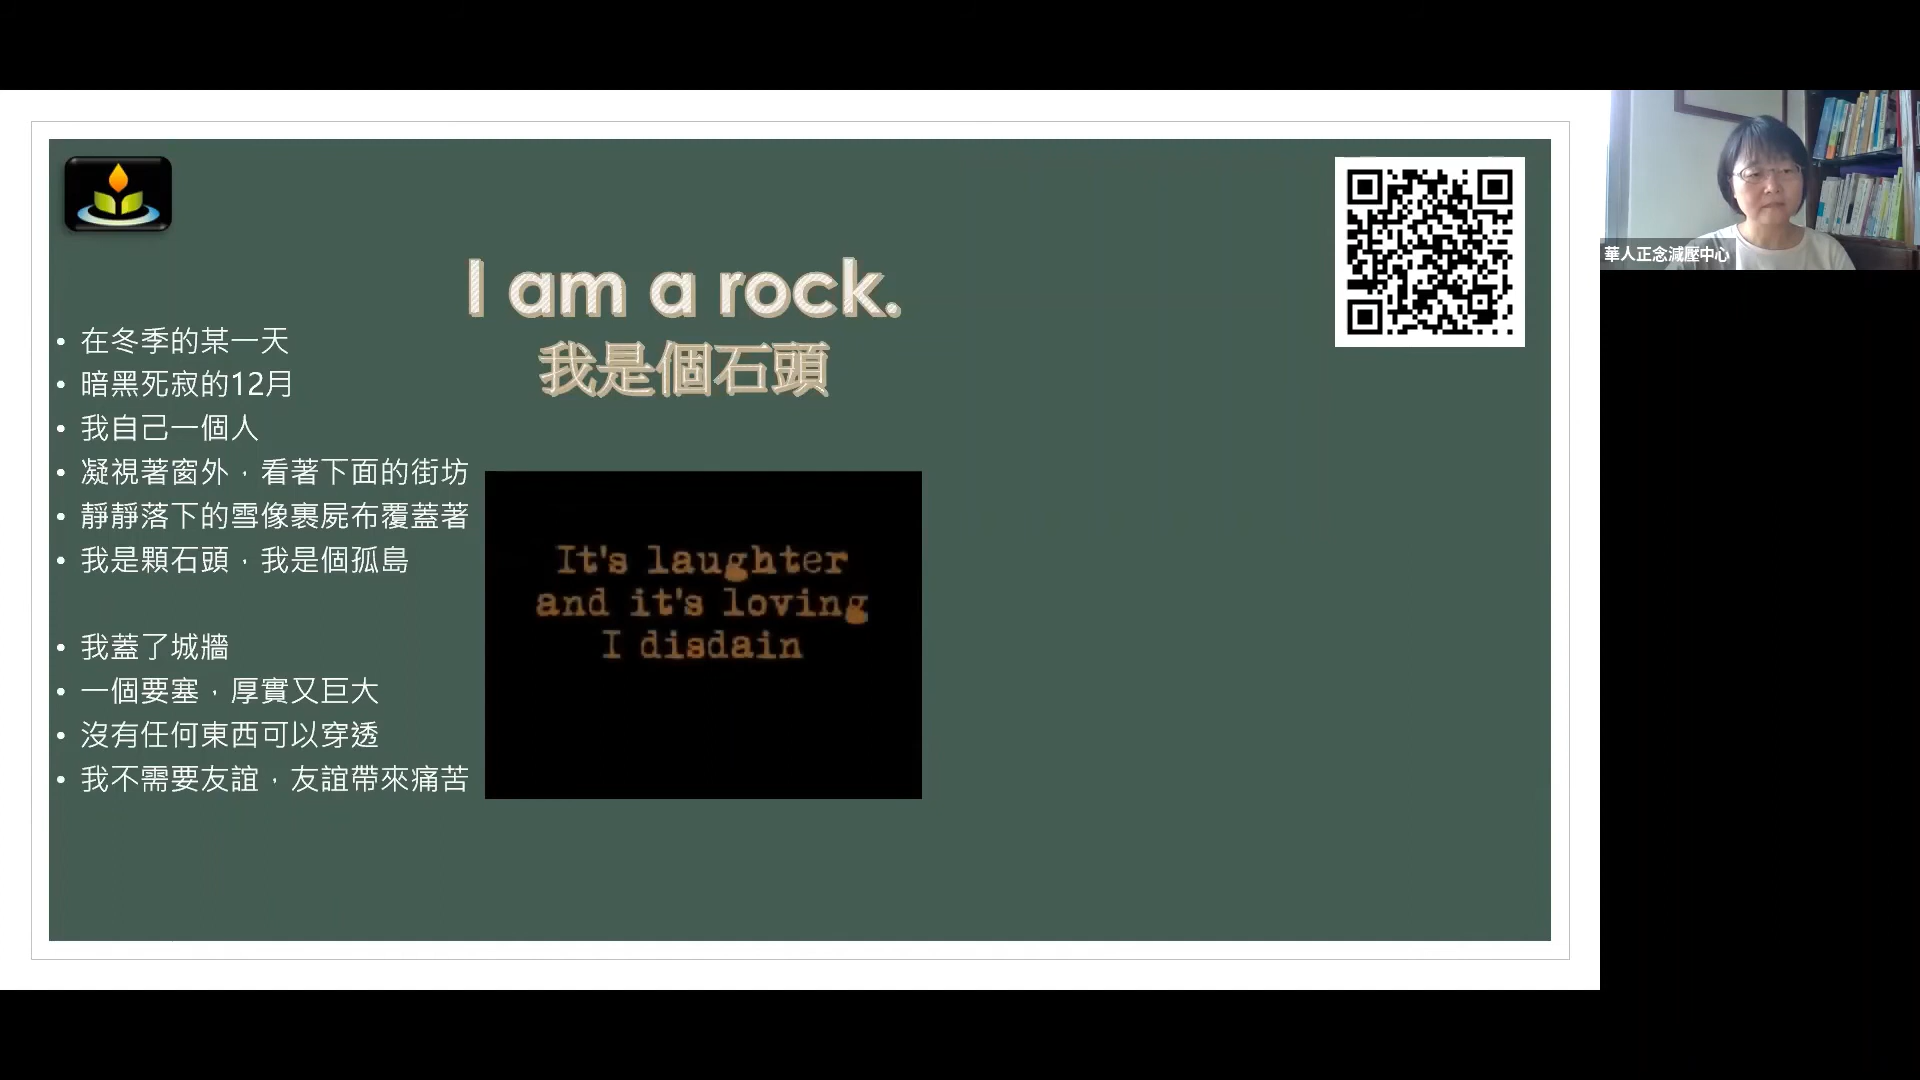 I am a rock.
我是個石頭
• 在冬季的某一天
• 暗黑死寂的12月
• 我自己一個人
• 凝視著窗外，看著下面的街坊
• 靜靜落下的雪像裹屍布覆蓋著
• 我是顆石頭，我是個孤島
• 我蓋了城牆
• 一個要塞，厚實又巨大
• 沒有任何東西可以穿透
• 我不需要友誼，友誼帶來痛苦
It's laughter
and it's loving
I disdain
華人正念減壓中心